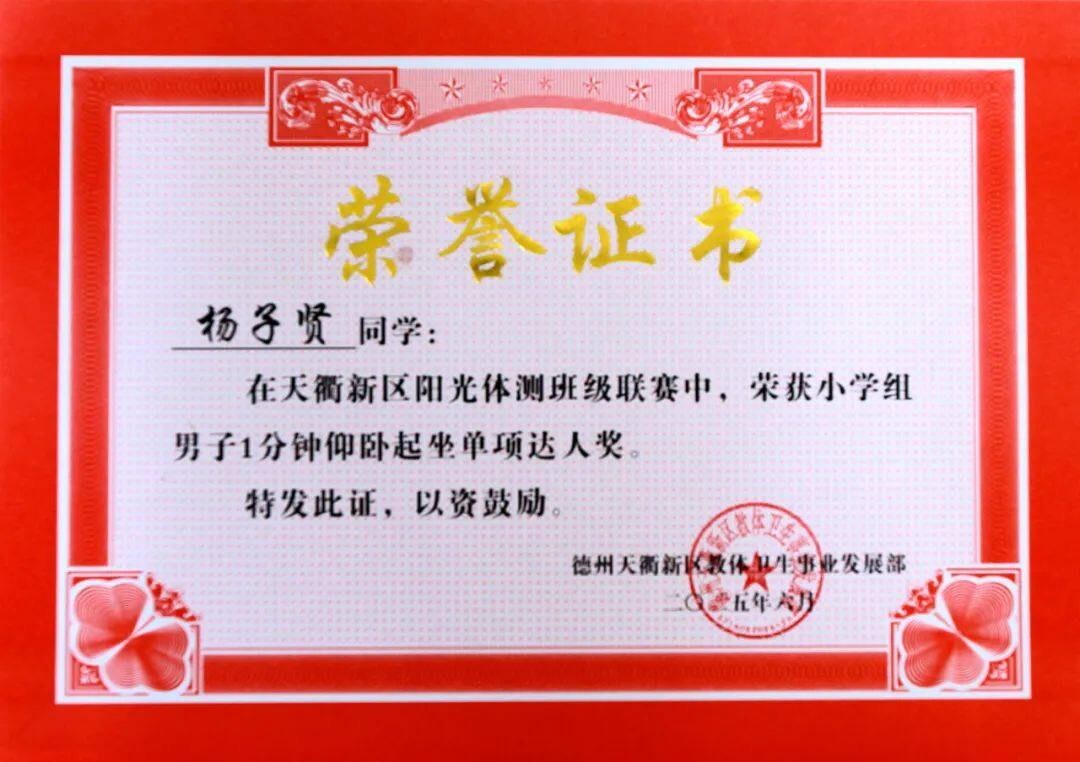 荣誉证书
杨子贤 同学：
在天衢新区阳光体测班级联赛中，荣获小学组
男子1分钟仰卧起坐单项达人奖。
特发此证，以资鼓励。
德州天衢新区教体卫生事业发展部
二〇二五年六月